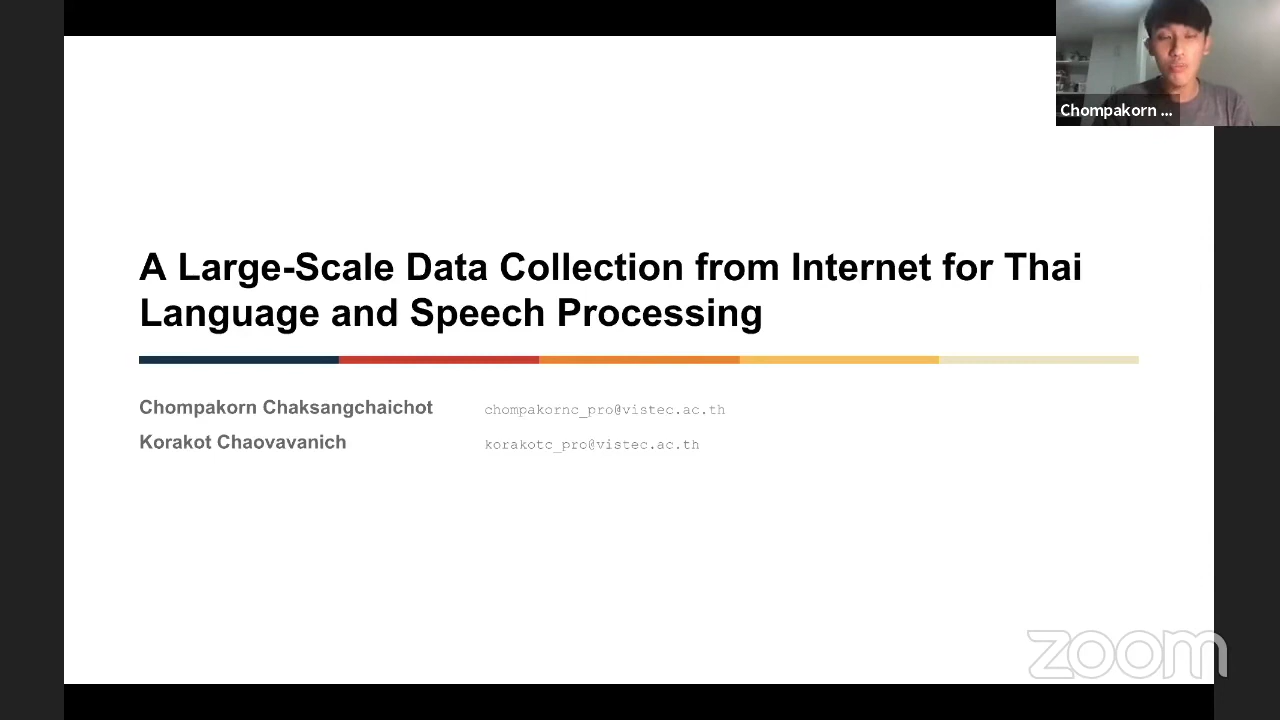 Chompakorn ...
A Large-Scale Data Collection from Internet for Thai
Language and Speech Processing
Chompakorn Chaksangchaichot chompakornc_pro@vistec.ac.th
Korakot Chaovavanich korakotc_pro@vistec.ac.th
zoom